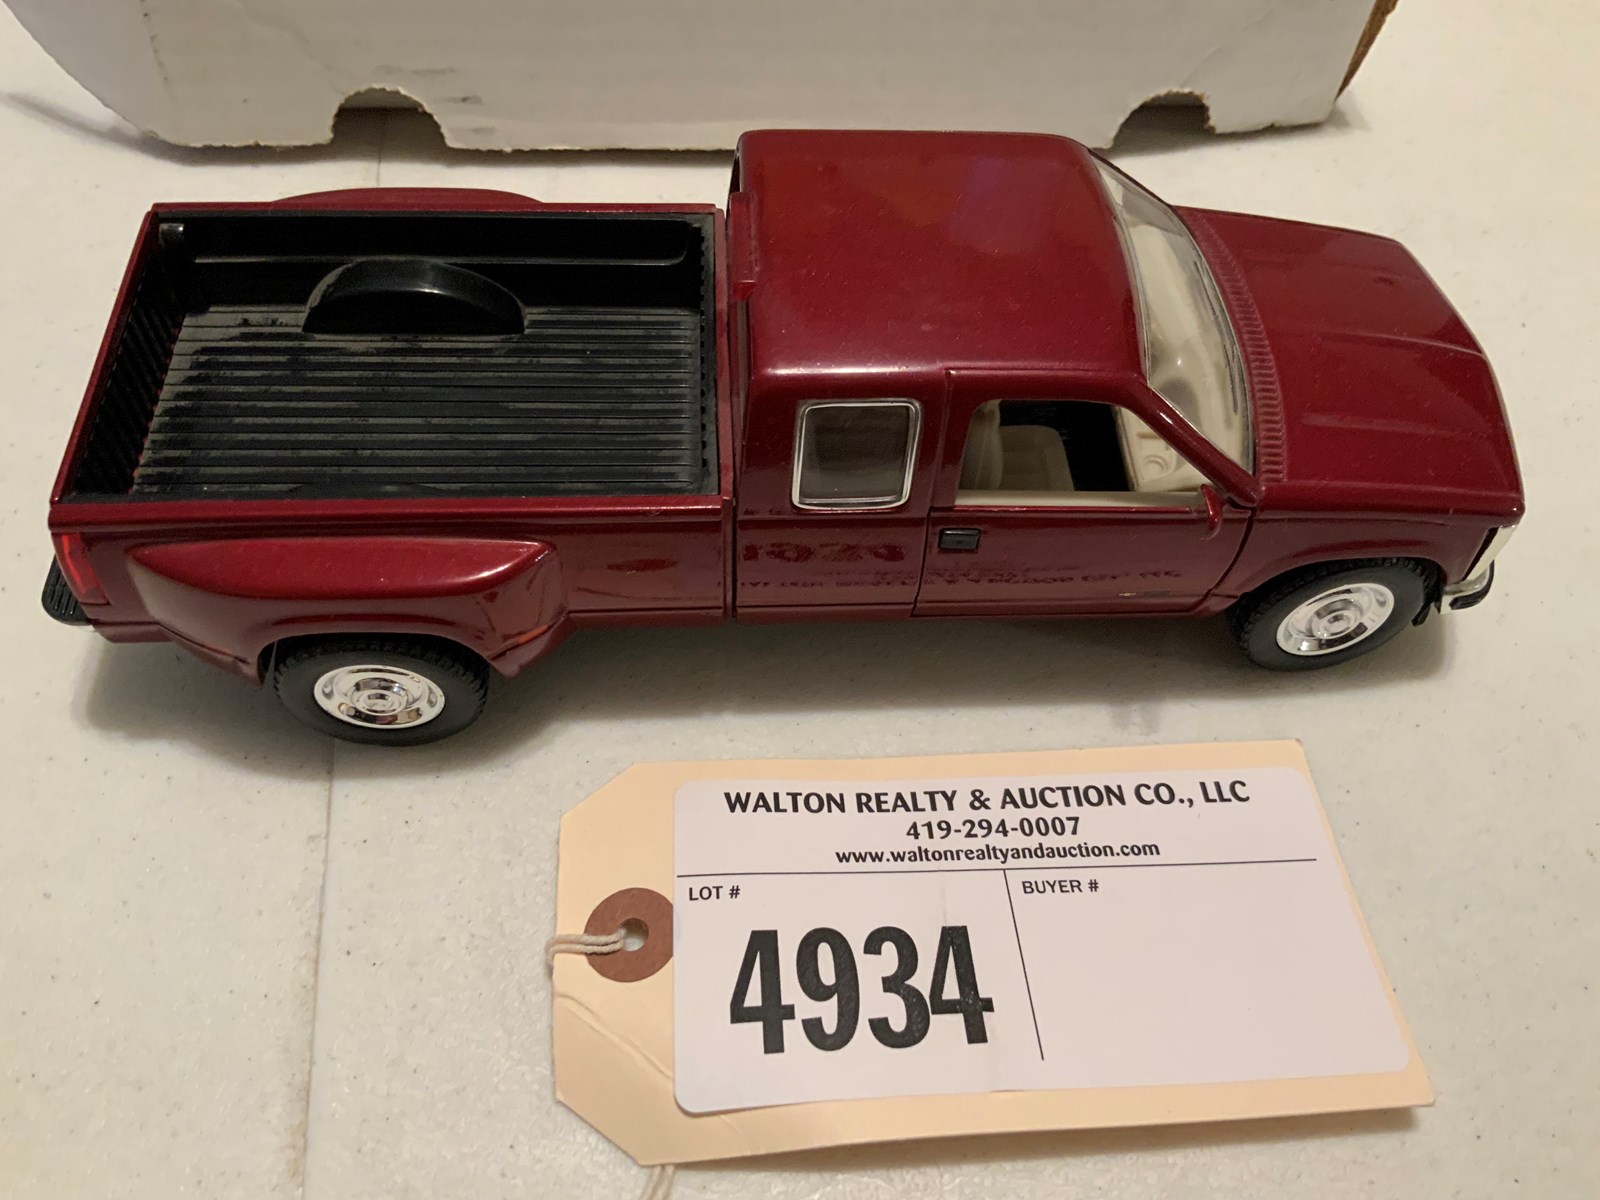 WALTON REALTY & AUCTION CO., LLC
419-294-0007
www.waltonrealtyandauction.com
LOT #
BUYER #
4934